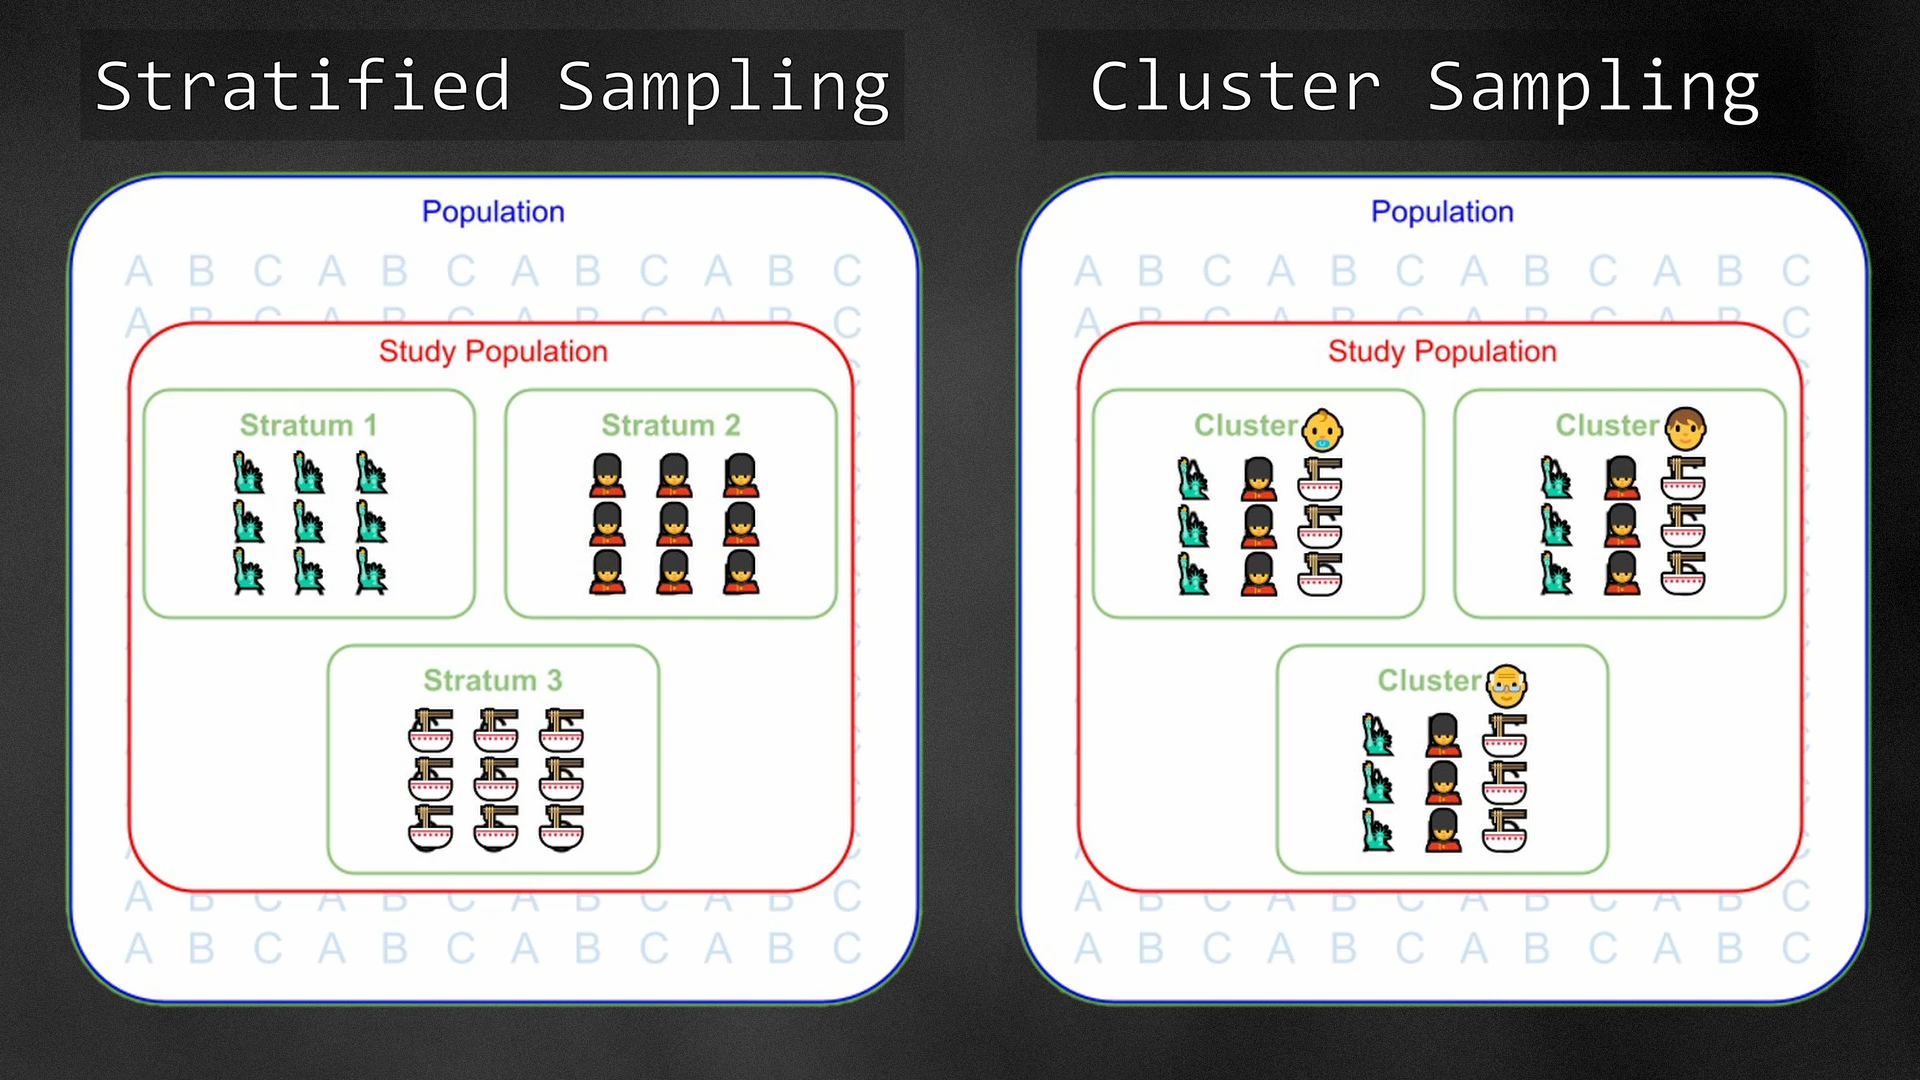 Stratified Sampling
Population
A B C A B C A B C A B C
A B C A B C A B C A B C
Study Population
Stratum 1
Stratum 2
Stratum 3
A B C A B C A B C A B C
A B C A B C A B C A B C
Cluster Sampling
Population
A B C A B C A B C A B C
A B C A B C A B C A B C
Study Population
Cluster
Cluster
Cluster
A B C A B C A B C A B C
A B C A B C A B C A B C